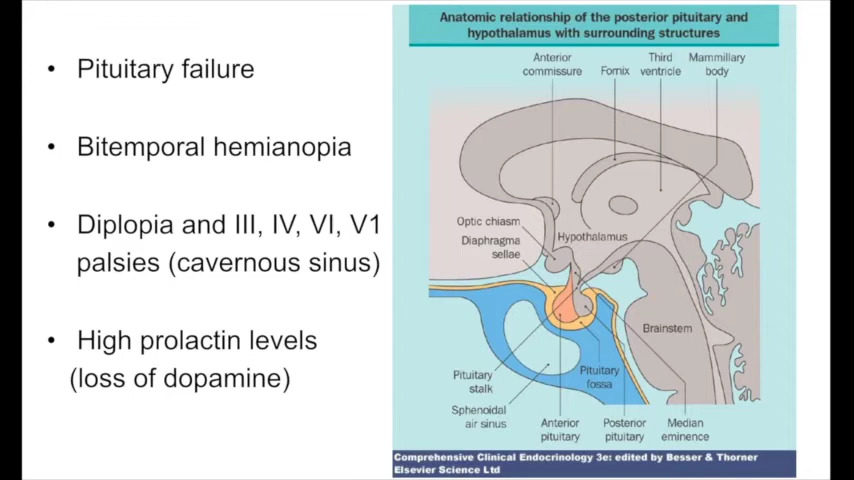 • Pituitary failure
• Bitemporal hemianopia
• Diplopia and III, IV, VI, V1
palsies (cavernous sinus)
• High prolactin levels
(loss of dopamine)
Anatomic relationship of the posterior pituitary and
hypothalamus with surrounding structures
Anterior
commissure
Fornix
Third
ventricle
Mammillary
body
Optic chiasm
Diaphragma
sellae
Hypothalamus
Brainstem
Pituitary
stalk
Pituitary
fossa
Sphenoidal
air sinus
Anterior
pituitary
Posterior
pituitary
Median
eminence
Comprehensive Clinical Endocrinology 3e: edited by Besser & Thorner
Elsevier Science Ltd